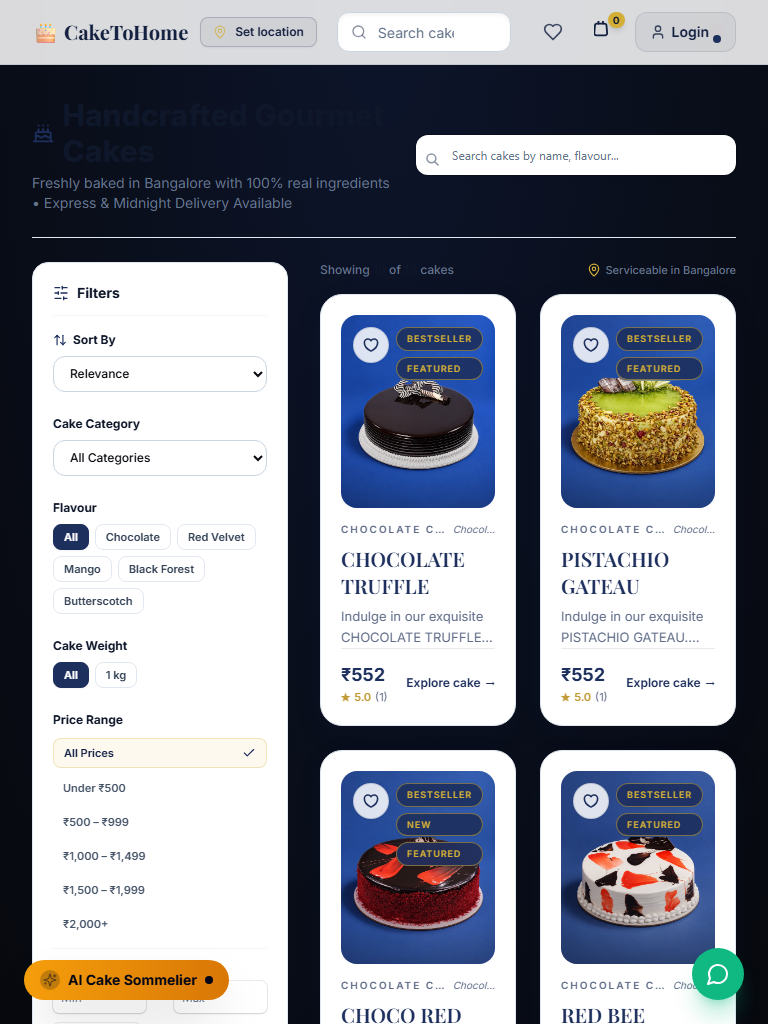 CakeToHome
Set location
Search cake
0
Login
Handcrafted Gourmet
Cakes
Freshly baked in Bangalore with 100% real ingredients
• Express & Midnight Delivery Available
Search cakes by name, flavour...
Filters
Sort By
Relevance
Cake Category
All Categories
Flavour
All
Chocolate
Red Velvet
Mango
Black Forest
Butterscotch
Cake Weight
All
1 kg
Price Range
All Prices
Under ₹500
₹500 – ₹999
₹1,000 – ₹1,499
₹1,500 – ₹1,999
₹2,000+
Min
Max
AI Cake Sommelier
Showing of cakes
Serviceable in Bangalore
BESTSELLER
FEATURED
CHOCOLATE C... Chocol...
CHOCOLATE
TRUFFLE
Indulge in our exquisite
CHOCOLATE TRUFFLE...
₹552
★ 5.0 (1)
Explore cake →
BESTSELLER
FEATURED
CHOCOLATE C... Chocol...
PISTACHIO
GATEAU
Indulge in our exquisite
PISTACHIO GATEAU....
₹552
★ 5.0 (1)
Explore cake →
BESTSELLER
NEW
FEATURED
CHOCOLATE C... Chocol...
CHOCO RED
BESTSELLER
FEATURED
CHOCOLATE C...
RED BEE